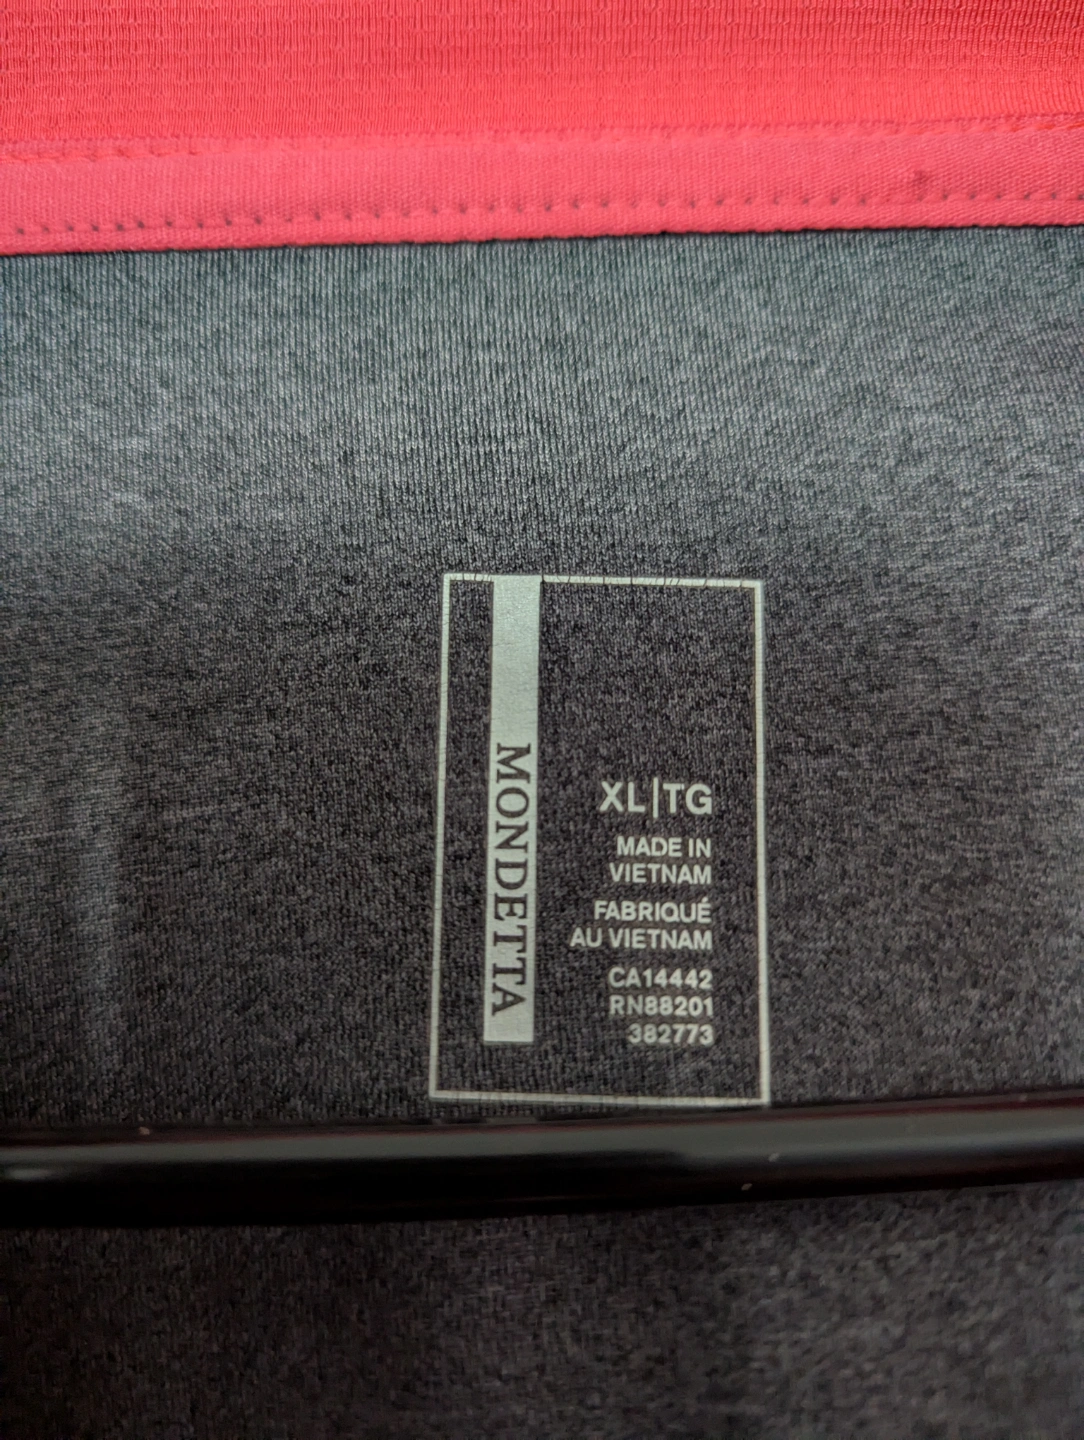 MONDETTA
XL|TG
MADE IN
VIETNAM
FABRIQUÉ
AU VIETNAM
CA14442
RN88201
382773